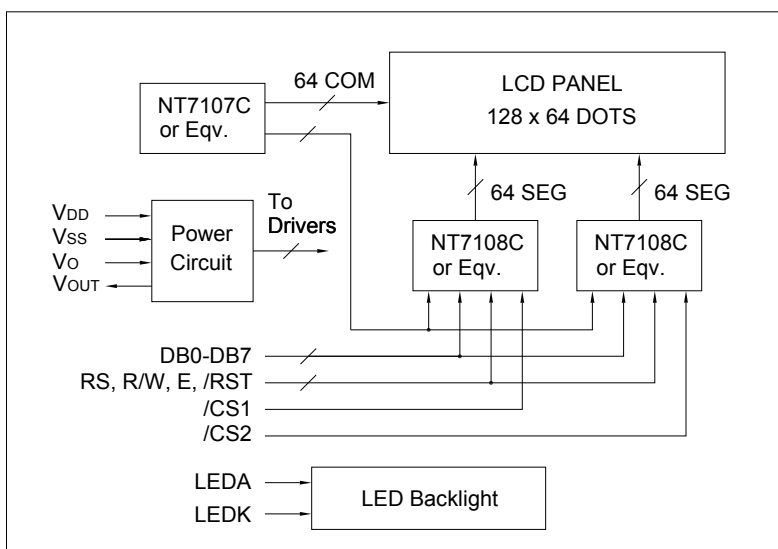 64 COM
NT7107C
or Eqv.
LCD PANEL
128 x 64 DOTS
64 SEG
64 SEG
VDD
VSS
VO
VOUT
Power
Circuit
To
Drivers
NT7108C
or Eqv.
NT7108C
or Eqv.
DB0-DB7
RS, R/W, E, /RST
/CS1
/CS2
LEDA
LEDK
LED Backlight